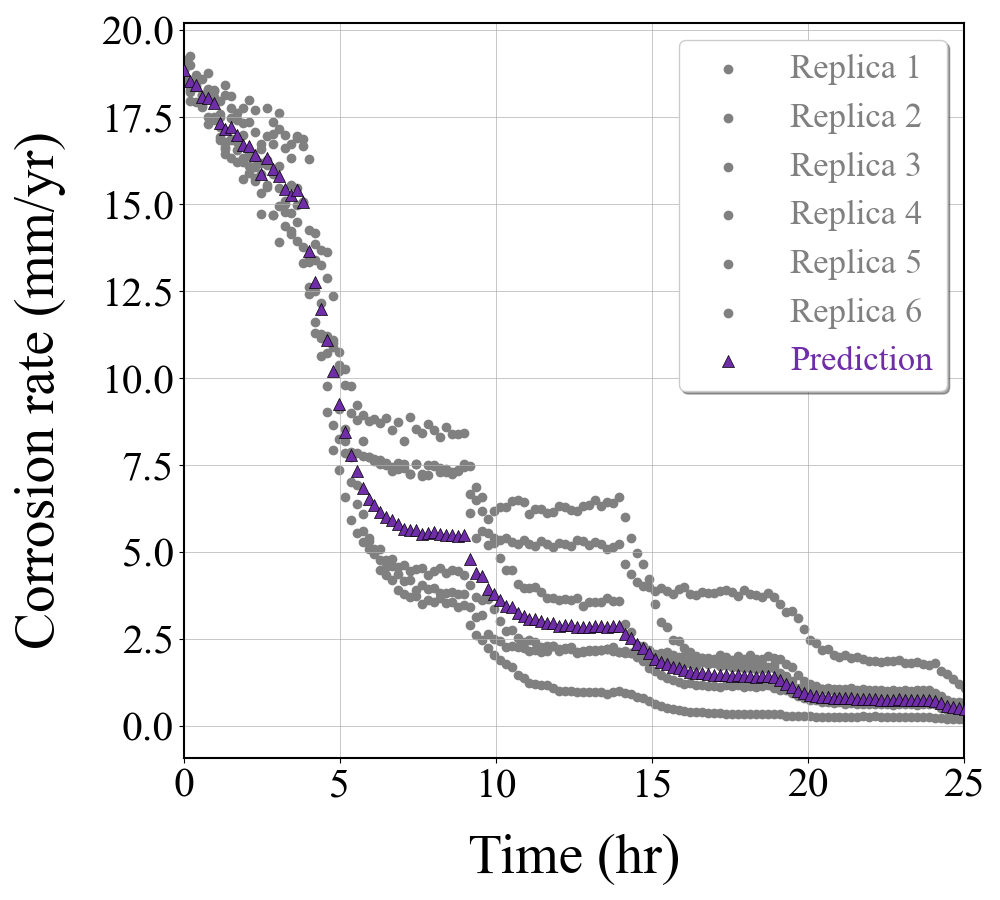 Corrosion rate (mm/yr)
20.0
17.5
15.0
12.5
10.0
7.5
5.0
2.5
0.0
Replica 1
Replica 2
Replica 3
Replica 4
Replica 5
Replica 6
Prediction
0 5 10 15 20 25
Time (hr)